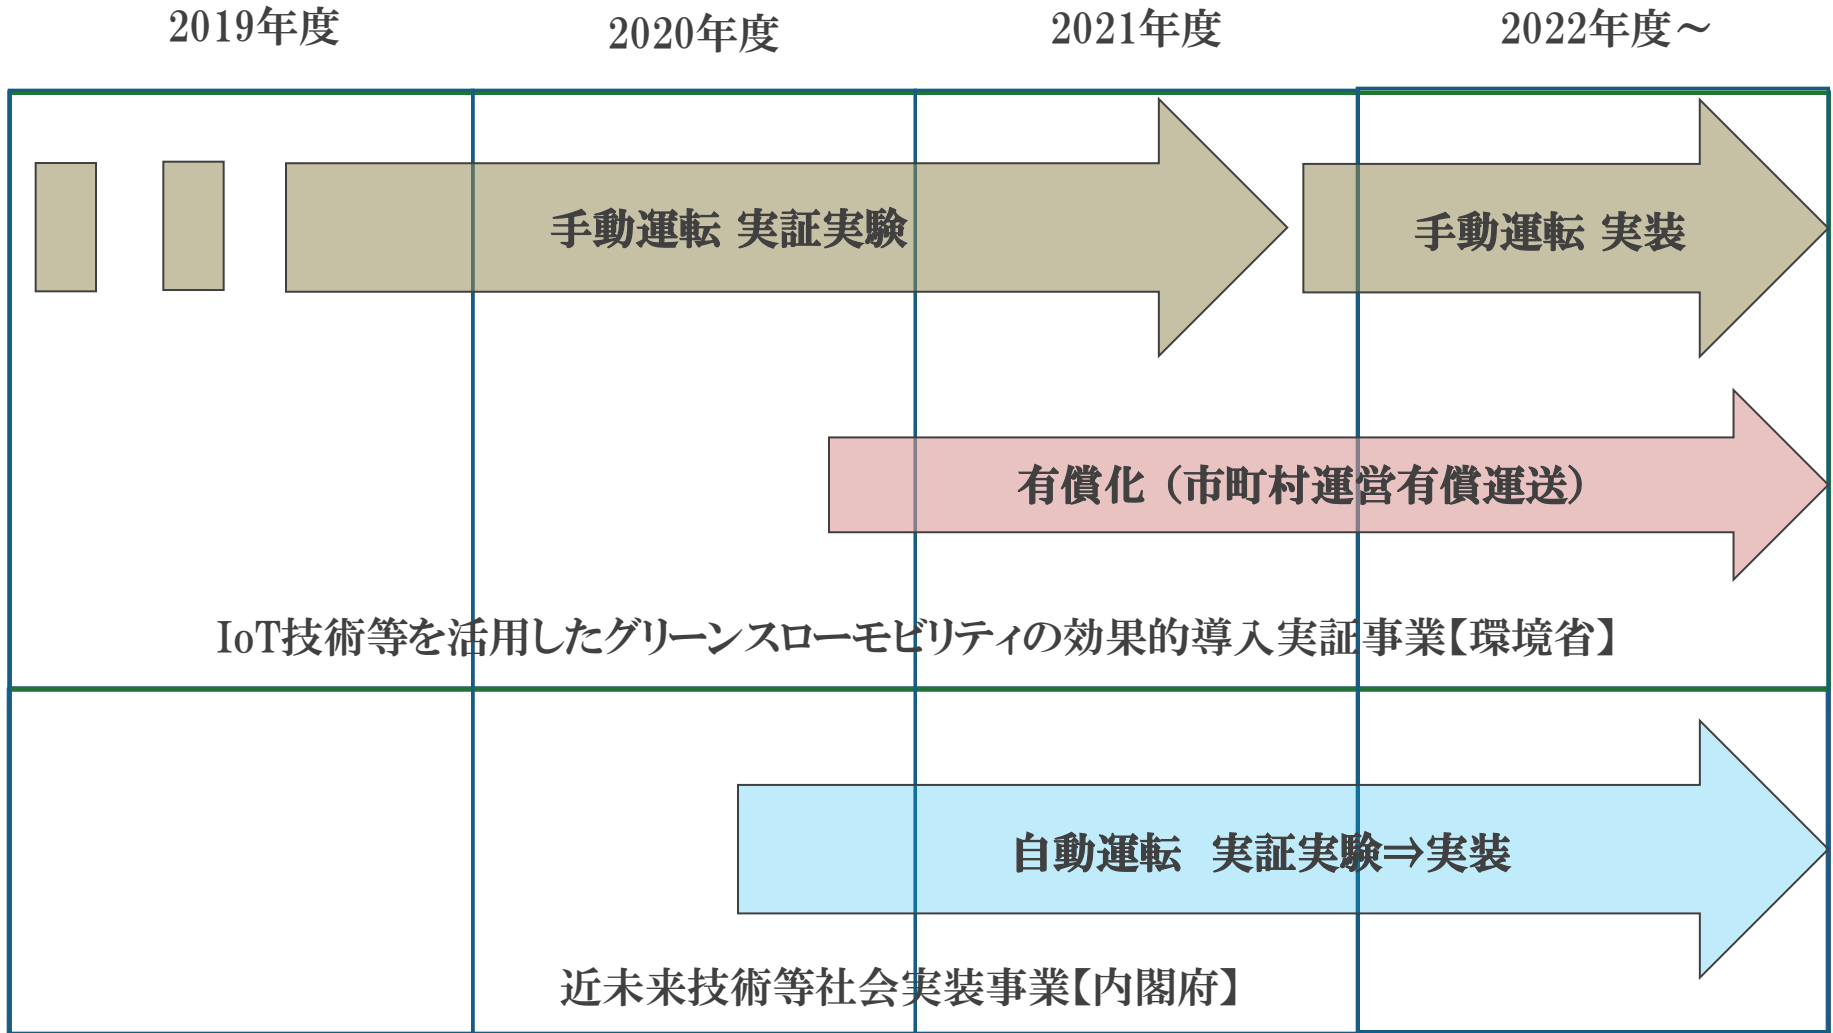 2019年度
2020年度
2021年度
2022年度～
手動運転 実証実験
手動運転 実装
有償化（市町村運営有償運送）
IoT技術等を活用したグリーンスローモビリティの効果的導入実証事業【環境省】
自動運転　実証実験⇒実装
近未来技術等社会実装事業【内閣府】